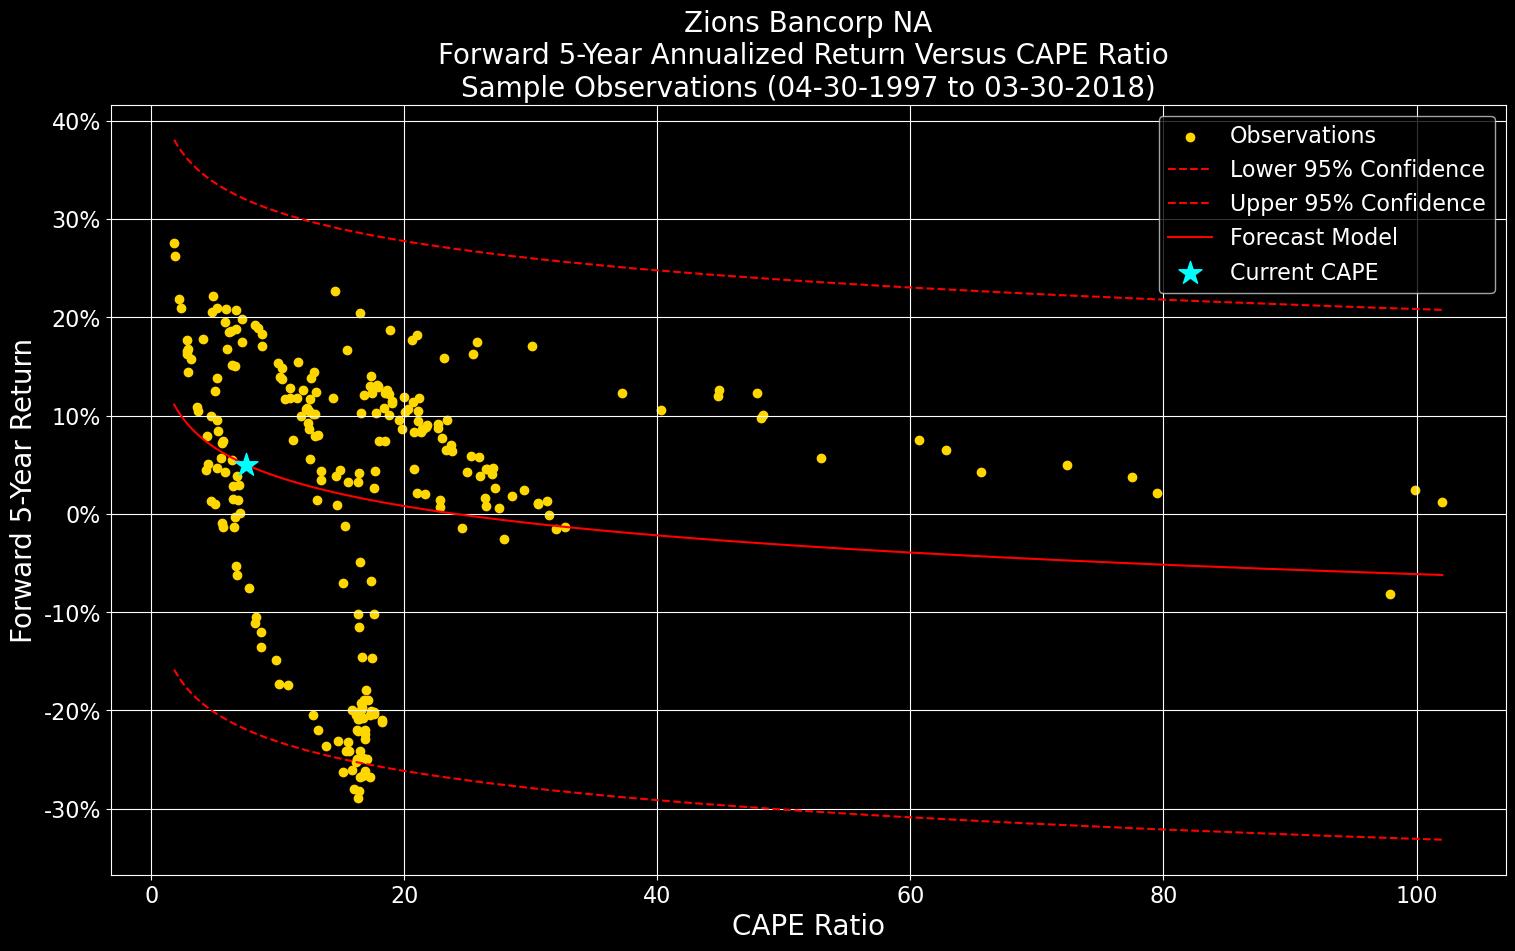 Zions Bancorp NA
Forward 5-Year Annualized Return Versus CAPE Ratio
Sample Observations (04-30-1997 to 03-30-2018)
Observations
Lower 95% Confidence
Upper 95% Confidence
Forecast Model
Current CAPE
Forward 5-Year Return
40%
30%
20%
10%
0%
-10%
-20%
-30%
0 20 40 60 80 100
CAPE Ratio